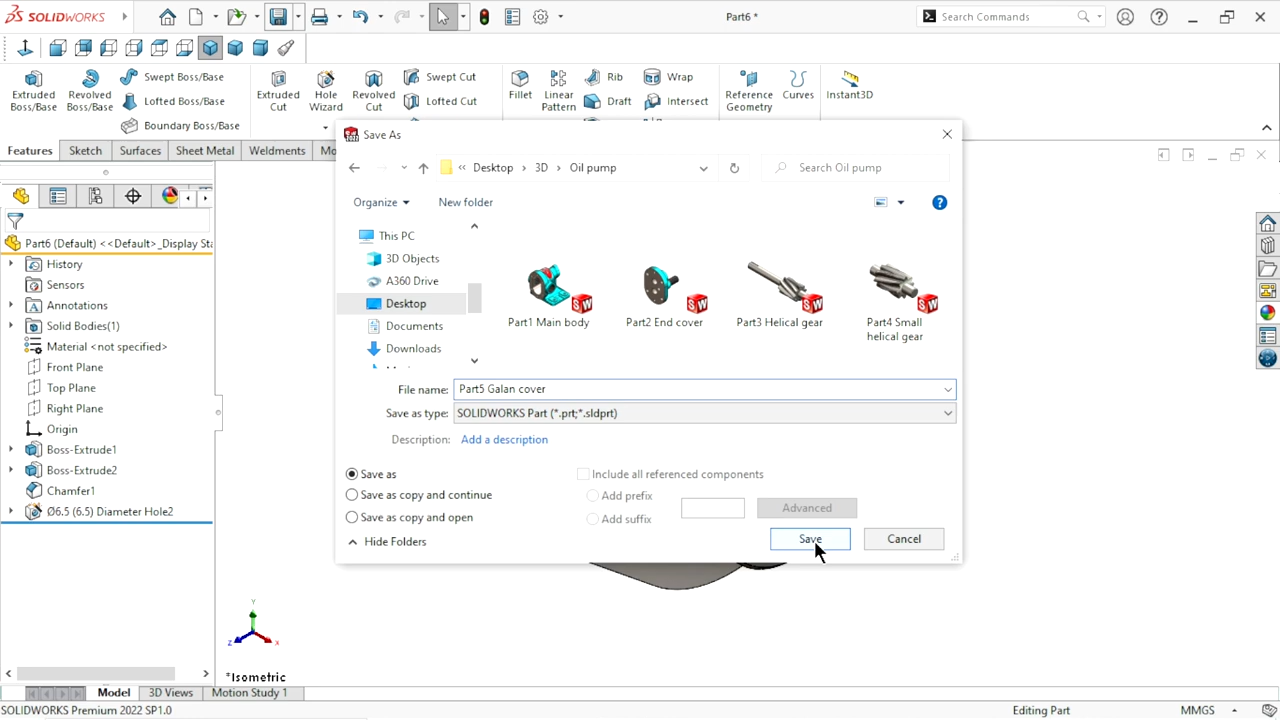 SOLIDWORKS
Part6 *
Search Commands
Extruded Boss/Base
Revolved Boss/Base
Swept Boss/Base
Lofted Boss/Base
Boundary Boss/Base
Extruded Cut
Hole Wizard
Revolved Cut
Swept Cut
Lofted Cut
Fillet
Linear Pattern
Rib
Draft
Wrap
Intersect
Reference Geometry
Curves
Instant3D
Features
Sketch
Surfaces
Sheet Metal
Weldments
Mo
Part6 (Default) <<Default>_Display Sta
History
Sensors
Annotations
Solid Bodies(1)
Material <not specified>
Front Plane
Top Plane
Right Plane
Origin
Boss-Extrude1
Boss-Extrude2
Chamfer1
Ø6.5 (6.5) Diameter Hole2
Save As
« Desktop › 3D › Oil pump
Search Oil pump
Organize
New folder
This PC
3D Objects
A360 Drive
Desktop
Documents
Downloads
Part1 Main body
Part2 End cover
Part3 Helical gear
Part4 Small helical gear
File name: Part5 Galan cover
Save as type: SOLIDWORKS Part (*.prt;*.sldprt)
Description: Add a description
Save as
Save as copy and continue
Save as copy and open
Include all referenced components
Add prefix
Add suffix
Advanced
Hide Folders
Save
Cancel
Y
Z
X
*Isometric
Model
3D Views
Motion Study 1
SOLIDWORKS Premium 2022 SP1.0
Editing Part
MMGS